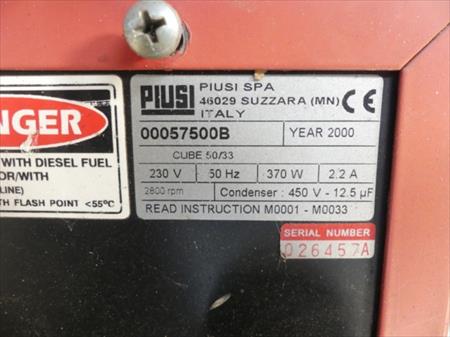 NGER
WITH DIESEL FUEL
OR/WITH
LINE)
TH FLASH POINT <55°C
PIUSI
PIUSI SPA
46029 SUZZARA (MN)
ITALY
CE
00057500B YEAR 2000
CUBE 50/33
230 V 50 Hz 370 W 2.2 A
2800 rpm Condenser : 450 V - 12.5 µF
READ INSTRUCTION M0001 - M0033
SERIAL NUMBER
026457A